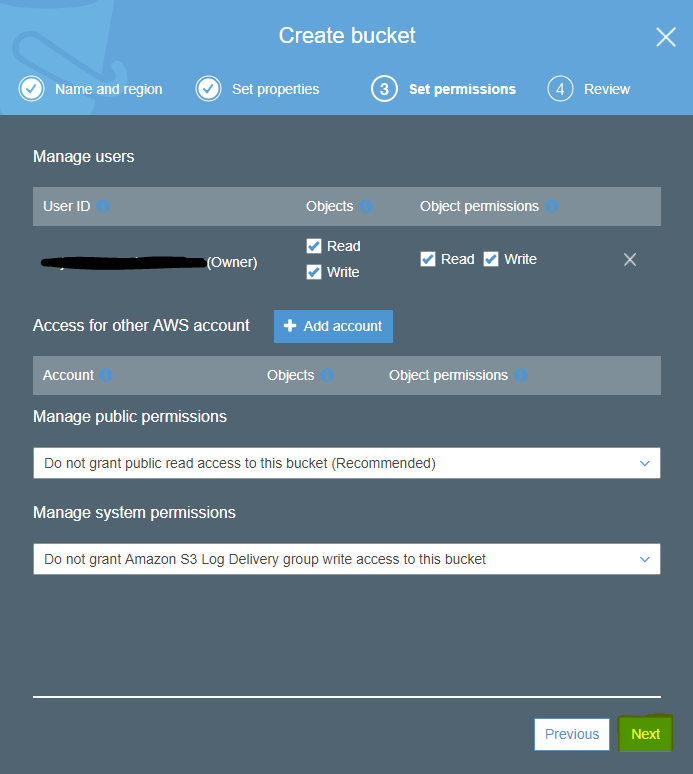 Create bucket
Name and region Set properties 3 Set permissions 4 Review
Manage users
User ID Objects Object permissions
(Owner) Read Read Write
Write
Access for other AWS account Add account
Account Objects Object permissions
Manage public permissions
Do not grant public read access to this bucket (Recommended)
Manage system permissions
Do not grant Amazon S3 Log Delivery group write access to this bucket
Previous Next